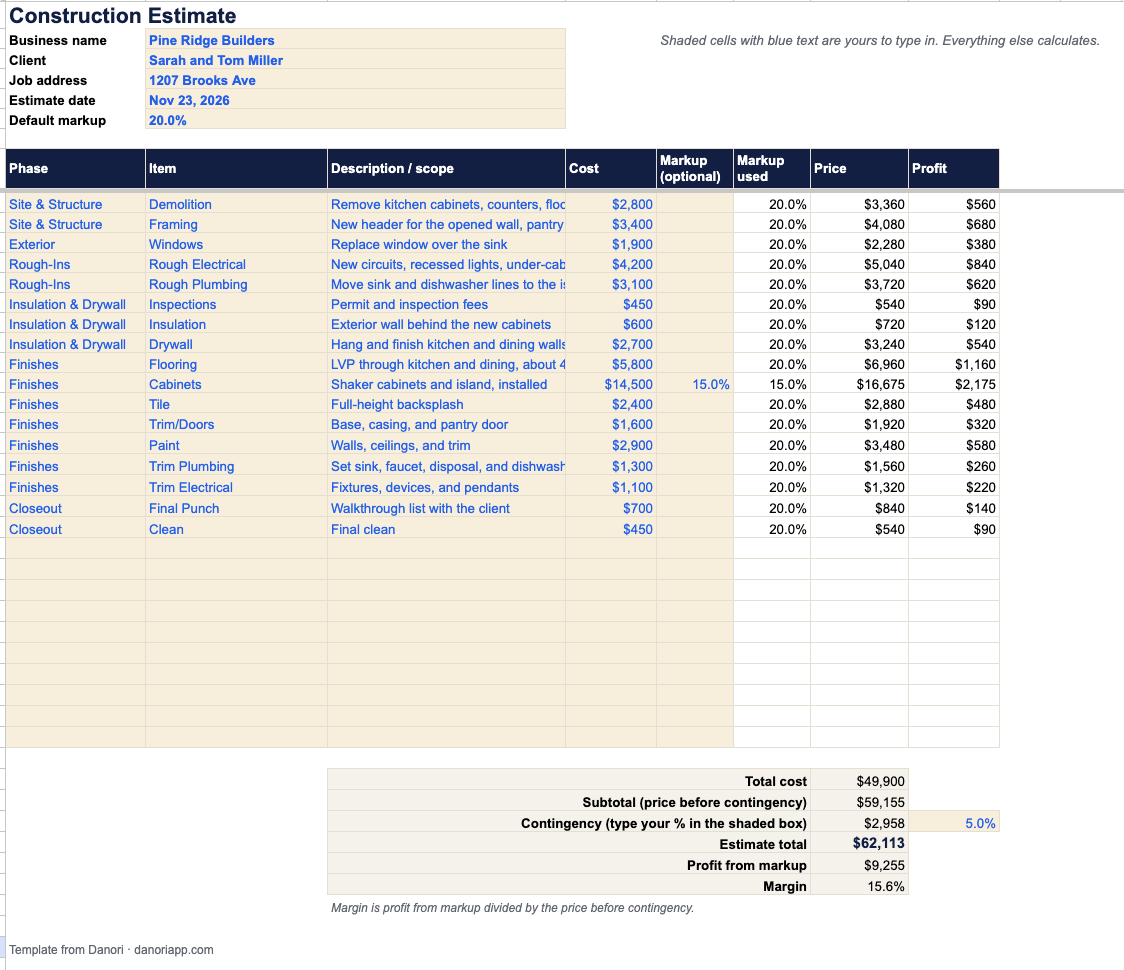 Construction Estimate
Business name Pine Ridge Builders Shaded cells with blue text are yours to type in. Everything else calculates.
Client Sarah and Tom Miller
Job address 1207 Brooks Ave
Estimate date Nov 23, 2026
Default markup 20.0%
Phase Item Description / scope Cost Markup (optional) Markup used Price Profit
Site & Structure Demolition Remove kitchen cabinets, counters, floo $2,800 20.0% $3,360 $560
Site & Structure Framing New header for the opened wall, pantry $3,400 20.0% $4,080 $680
Exterior Windows Replace window over the sink $1,900 20.0% $2,280 $380
Rough-Ins Rough Electrical New circuits, recessed lights, under-cab $4,200 20.0% $5,040 $840
Rough-Ins Rough Plumbing Move sink and dishwasher lines to the is $3,100 20.0% $3,720 $620
Insulation & Drywall Inspections Permit and inspection fees $450 20.0% $540 $90
Insulation & Drywall Insulation Exterior wall behind the new cabinets $600 20.0% $720 $120
Insulation & Drywall Drywall Hang and finish kitchen and dining walls $2,700 20.0% $3,240 $540
Finishes Flooring LVP through kitchen and dining, about 4 $5,800 20.0% $6,960 $1,160
Finishes Cabinets Shaker cabinets and island, installed $14,500 15.0% 15.0% $16,675 $2,175
Finishes Tile Full-height backsplash $2,400 20.0% $2,880 $480
Finishes Trim/Doors Base, casing, and pantry door $1,600 20.0% $1,920 $320
Finishes Paint Walls, ceilings, and trim $2,900 20.0% $3,480 $580
Finishes Trim Plumbing Set sink, faucet, disposal, and dishwash $1,300 20.0% $1,560 $260
Finishes Trim Electrical Fixtures, devices, and pendants $1,100 20.0% $1,320 $220
Closeout Final Punch Walkthrough list with the client $700 20.0% $840 $140
Closeout Clean Final clean $450 20.0% $540 $90
Total cost $49,900
Subtotal (price before contingency) $59,155
Contingency (type your % in the shaded box) $2,958 5.0%
Estimate total $62,113
Profit from markup $9,255
Margin 15.6%
Margin is profit from markup divided by the price before contingency.
Template from Danori · danoriapp.com